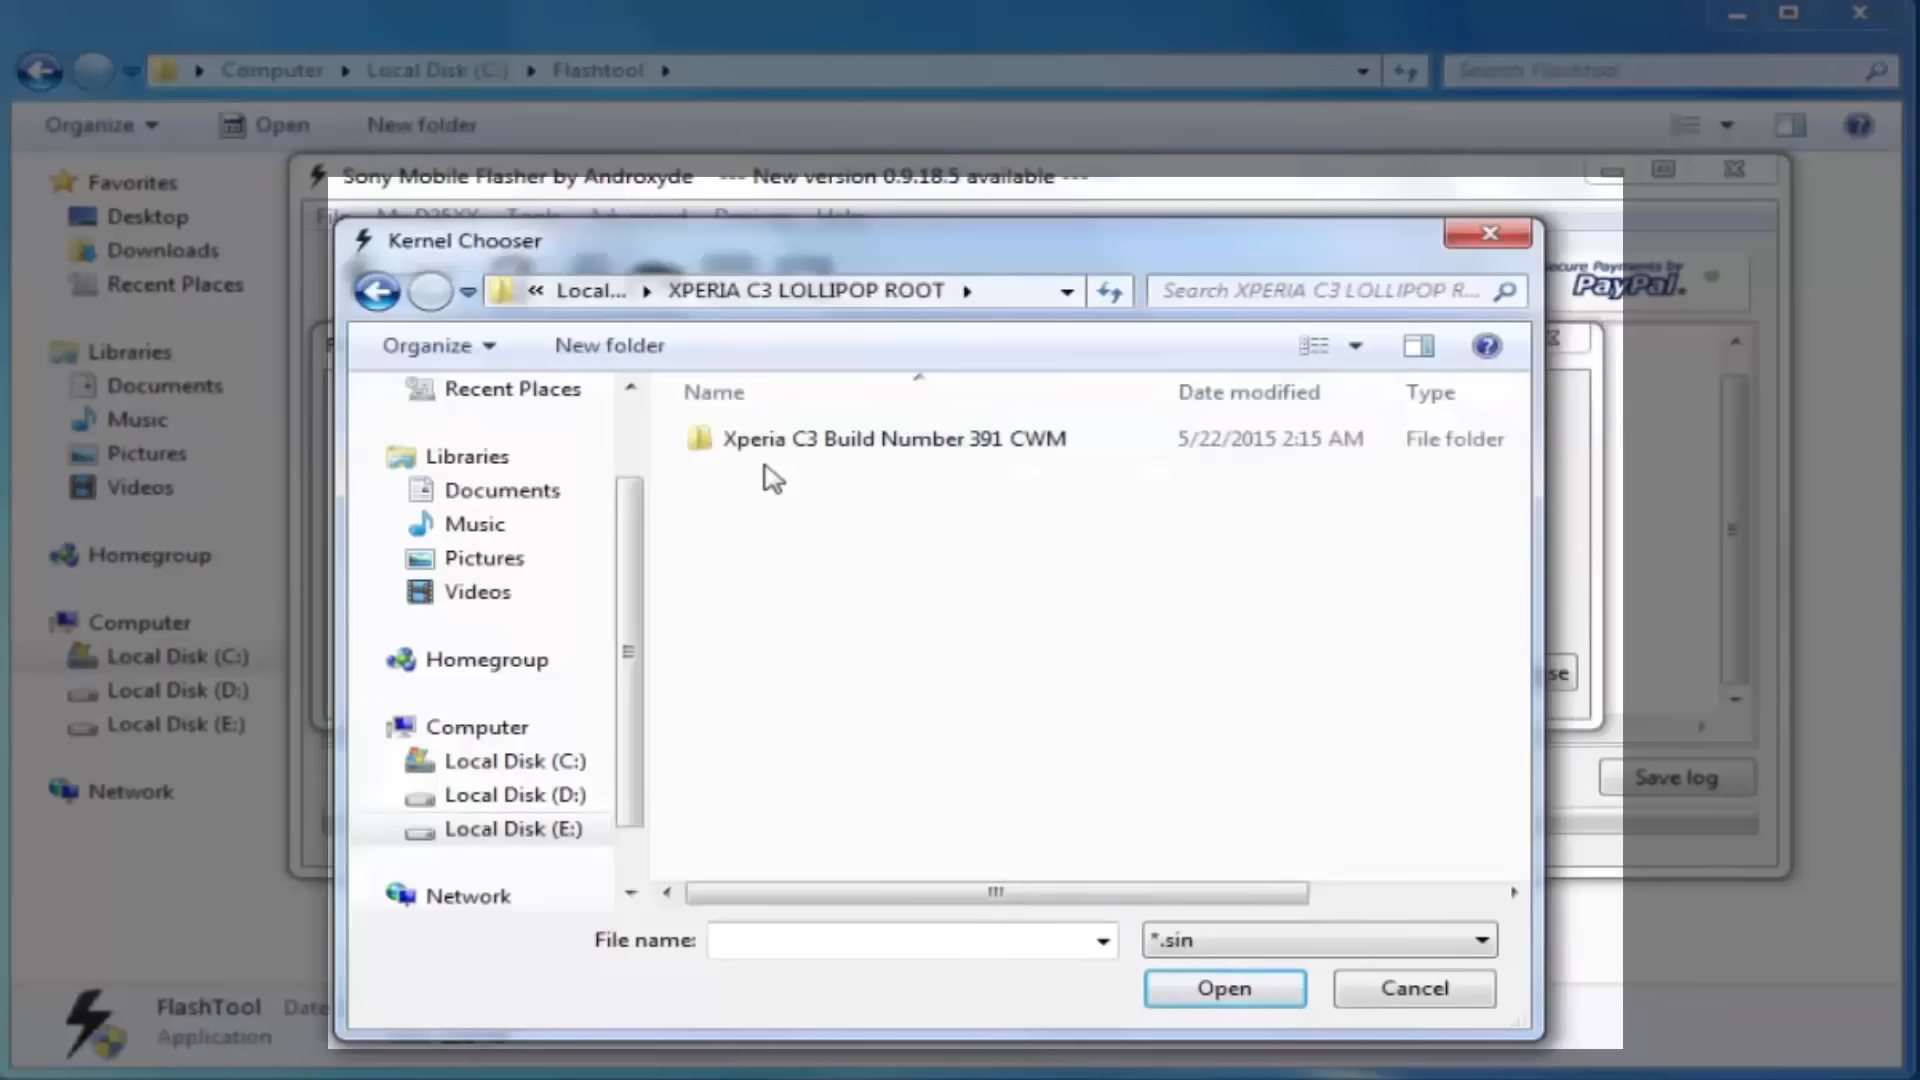 Computer Local Disk (C:) Flashtool
Search Flashtool
Organize Open New folder
Favorites
Desktop
Downloads
Recent Places
Libraries
Documents
Music
Pictures
Videos
Homegroup
Computer
Local Disk (C:)
Local Disk (D:)
Local Disk (E:)
Network
Sony Mobile Flasher by Androxyde --- New version 0.9.18.5 available ---
Kernel Chooser
« Local... XPERIA C3 LOLLIPOP ROOT
Search XPERIA C3 LOLLIPOP R...
Secure Payments by
PayPal.
Organize New folder
Recent Places
Libraries
Documents
Music
Pictures
Videos
Homegroup
Computer
Local Disk (C:)
Local Disk (D:)
Local Disk (E:)
Network
Name Date modified Type
Xperia C3 Build Number 391 CWM 5/22/2015 2:15 AM File folder
File name: *.sin
Open Cancel
Save log
FlashTool Date
Application